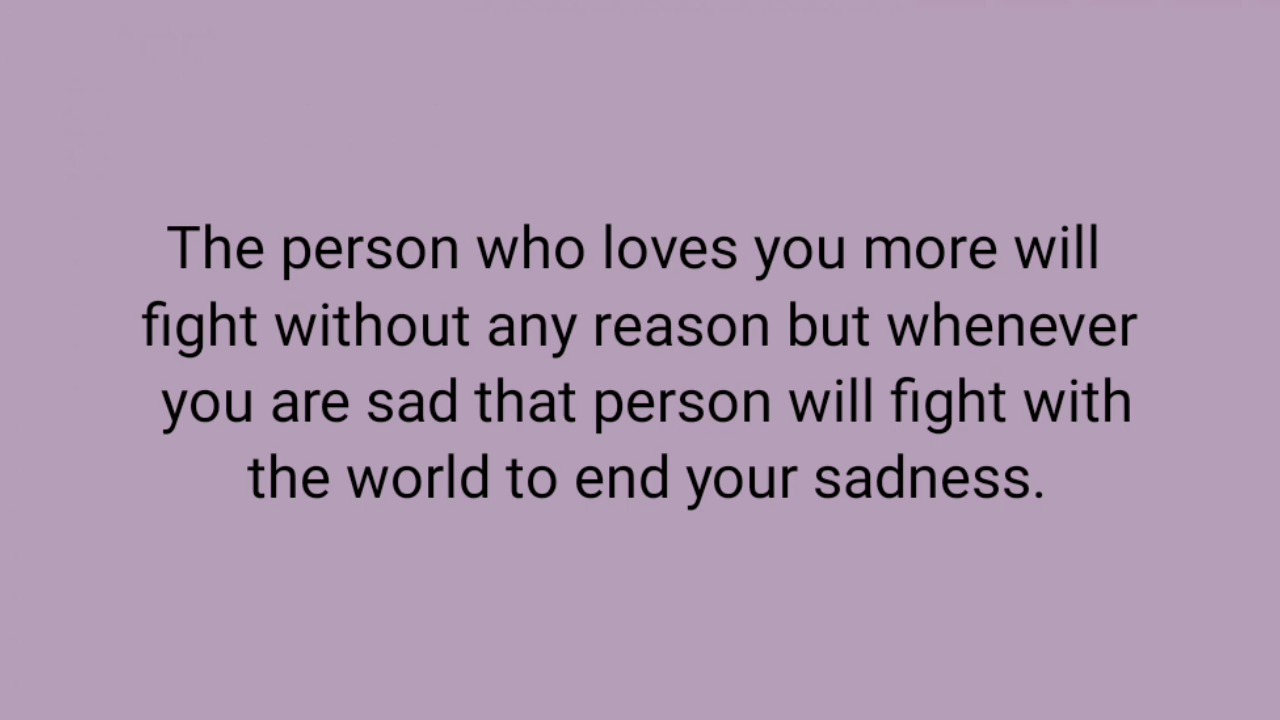 The person who loves you more will
fight without any reason but whenever
you are sad that person will fight with
the world to end your sadness.